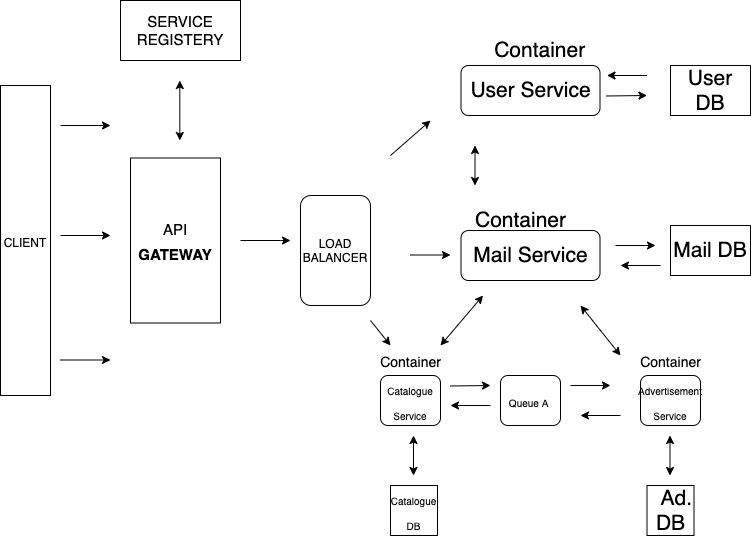 SERVICE
REGISTERY
Container
User Service
User
DB
CLIENT
API
GATEWAY
LOAD
BALANCER
Container
Mail Service
Mail DB
Container
Catalogue
Service
Queue A
Container
Advertisement
Service
Catalogue
DB
Ad.
DB